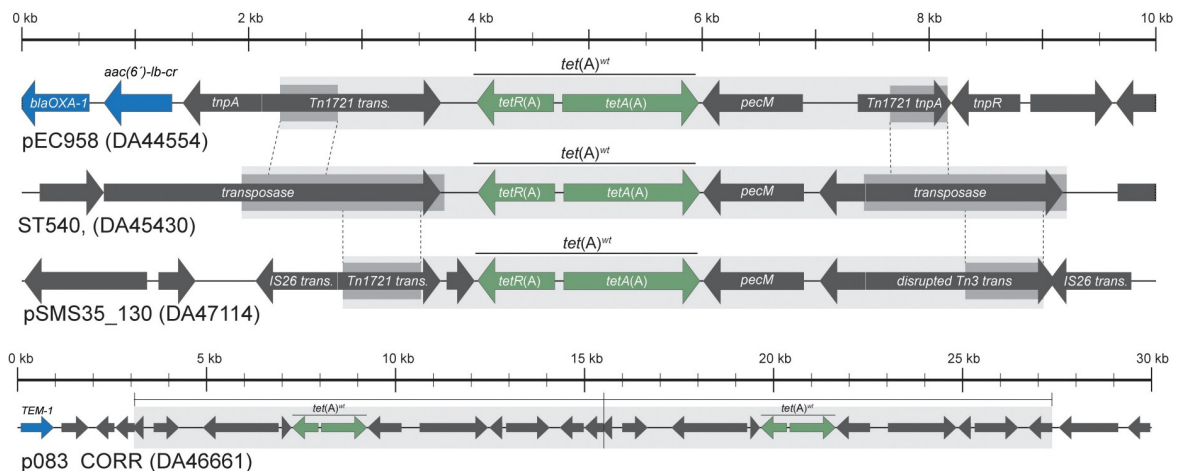 0 kb 2 kb 4 kb 6 kb 8 kb 10 kb
aac(6´)-Ib-cr tet(A)wt
blaOXA-1 tnpA Tn1721 trans. tetR(A) tetA(A) pecM Tn1721 tnpA tnpR
pEC958 (DA44554)
tet(A)wt
transposase tetR(A) tetA(A) pecM transposase
ST540, (DA45430)
tet(A)wt
IS26 trans. Tn1721 trans. tetR(A) tetA(A) pecM disrupted Tn3 trans IS26 trans.
pSMS35_130 (DA47114)
0 kb 5 kb 10 kb 15 kb 20 kb 25 kb 30 kb
TEM-1 tet(A)wt tet(A)wt
p083_CORR (DA46661)